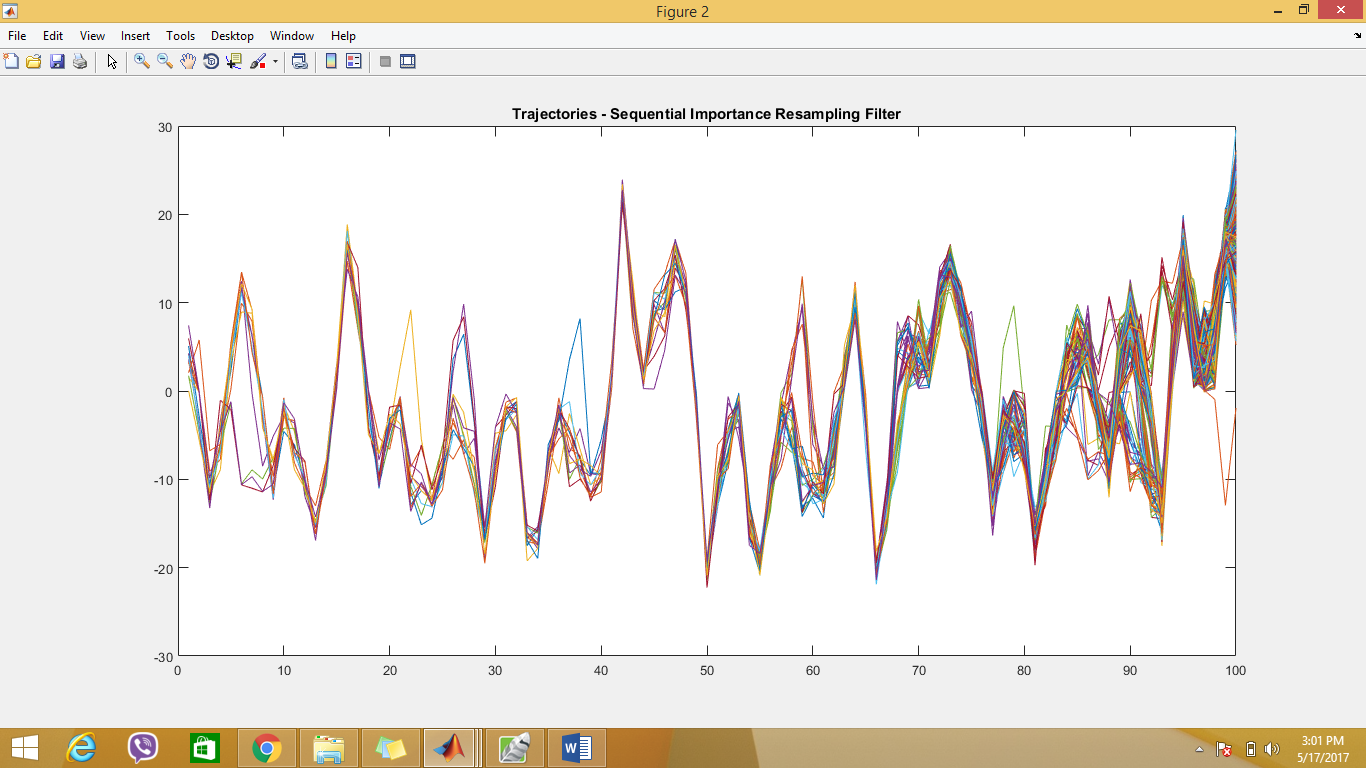 Figure 2
File Edit View Insert Tools Desktop Window Help
Trajectories - Sequential Importance Resampling Filter
30
20
10
0
-10
-20
-30
0 10 20 30 40 50 60 70 80 90 100
3:01 PM
5/17/2017